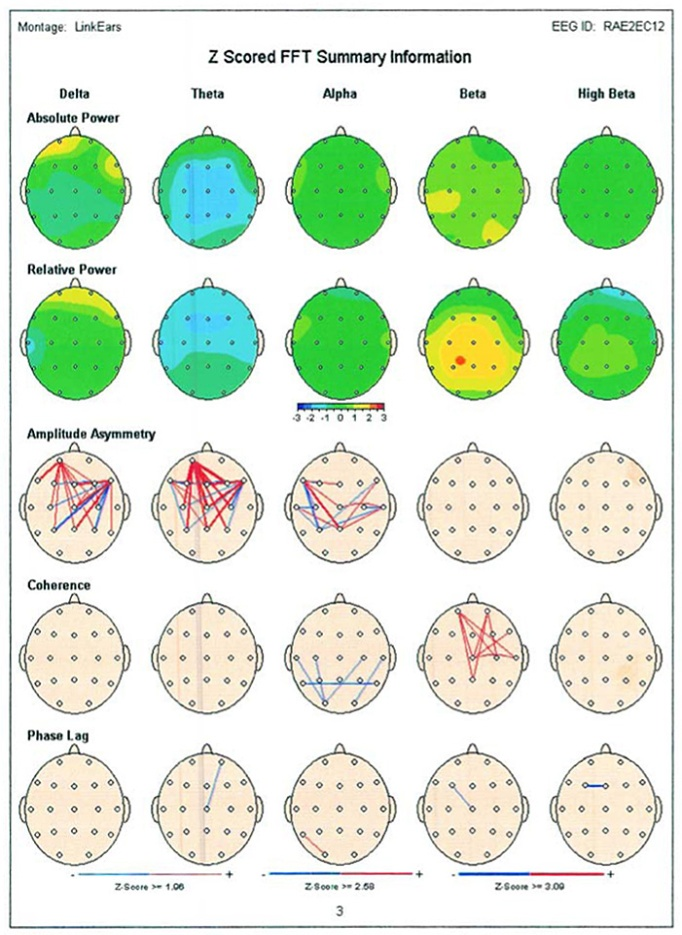 Montage: LinkEars EEG ID: RAE2EC12
Z Scored FFT Summary Information
Delta Theta Alpha Beta High Beta
Absolute Power
Relative Power
-3 -2 -1 0 1 2 3
Amplitude Asymmetry
Coherence
Phase Lag
- + - + - +
Z-Score >= 1.96 Z-Score >= 2.58 Z-Score >= 3.09
3